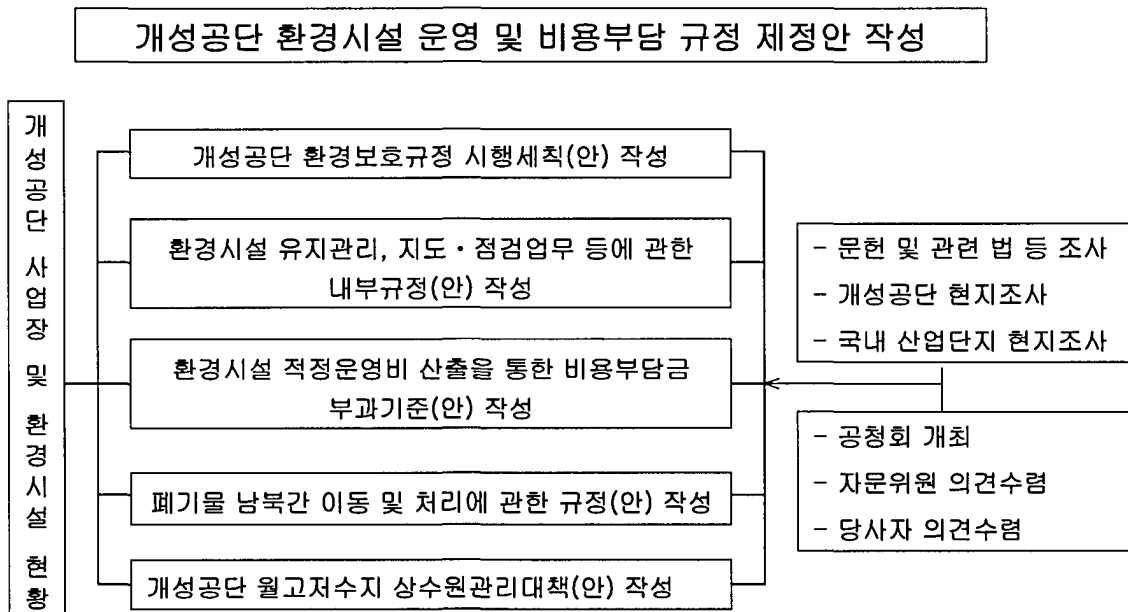 개성공단 환경시설 운영 및 비용부담 규정 제정안 작성
개성공단 사업장 및 환경시설 현황
개성공단 환경보호규정 시행세칙(안) 작성
환경시설 유지관리, 지도・점검업무 등에 관한
내부규정(안) 작성
환경시설 적정운영비 산출을 통한 비용부담금
부과기준(안) 작성
폐기물 남북간 이동 및 처리에 관한 규정(안) 작성
개성공단 월고저수지 상수원관리대책(안) 작성
- 문헌 및 관련 법 등 조사
- 개성공단 현지조사
- 국내 산업단지 현지조사
- 공청회 개최
- 자문위원 의견수렴
- 당사자 의견수렴